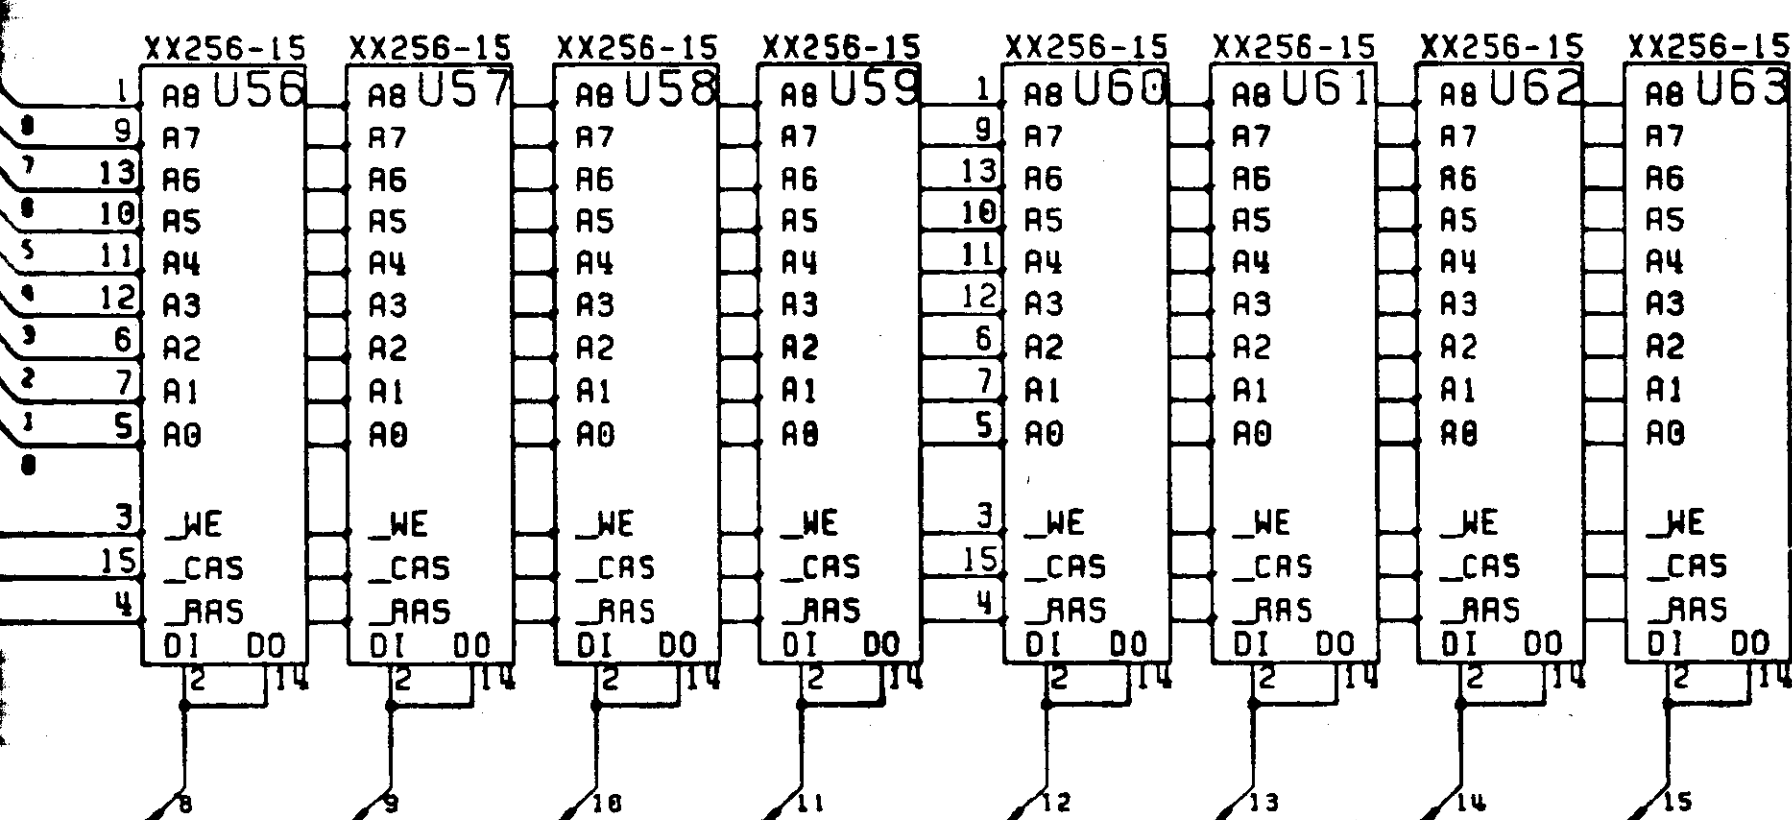 XX256-15 XX256-15 XX256-15 XX256-15 XX256-15 XX256-15 XX256-15 XX256-15
1 A8 U56 A8 U57 A8 U58 A8 U59 1 A8 U60 A8 U61 A8 U62 A8 U63
8 9 A7 A7 A7 A7 9 A7 A7 A7 A7
7 13 A6 A6 A6 A6 13 A6 A6 A6 A6
6 10 A5 A5 A5 A5 10 A5 A5 A5 A5
5 11 A4 A4 A4 A4 11 A4 A4 A4 A4
4 12 A3 A3 A3 A3 12 A3 A3 A3 A3
3 6 A2 A2 A2 A2 6 A2 A2 A2 A2
2 7 A1 A1 A1 A1 7 A1 A1 A1 A1
1 5 A0 A0 A0 A0 5 A0 A0 A0 A0
0
3 _WE _WE _WE _WE 3 _WE _WE _WE _WE
15 _CAS _CAS _CAS _CAS 15 _CAS _CAS _CAS _CAS
4 _RAS _RAS _RAS _RAS 4 _RAS _RAS _RAS _RAS
DI DO DI DO DI DO DI DO DI DO DI DO DI DO DI DO
2 14 2 14 2 14 2 14 2 14 2 14 2 14 2 14
8 9 10 11 12 13 14 15